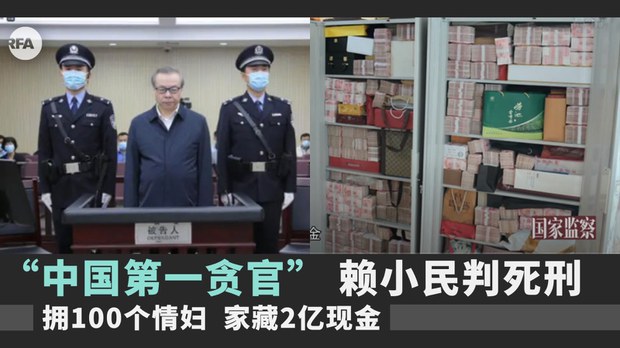 RFA
被告人
DEFENDANT
金
国家监察
“中国第一贪官” 赖小民判死刑
拥100个情妇 家藏2亿现金